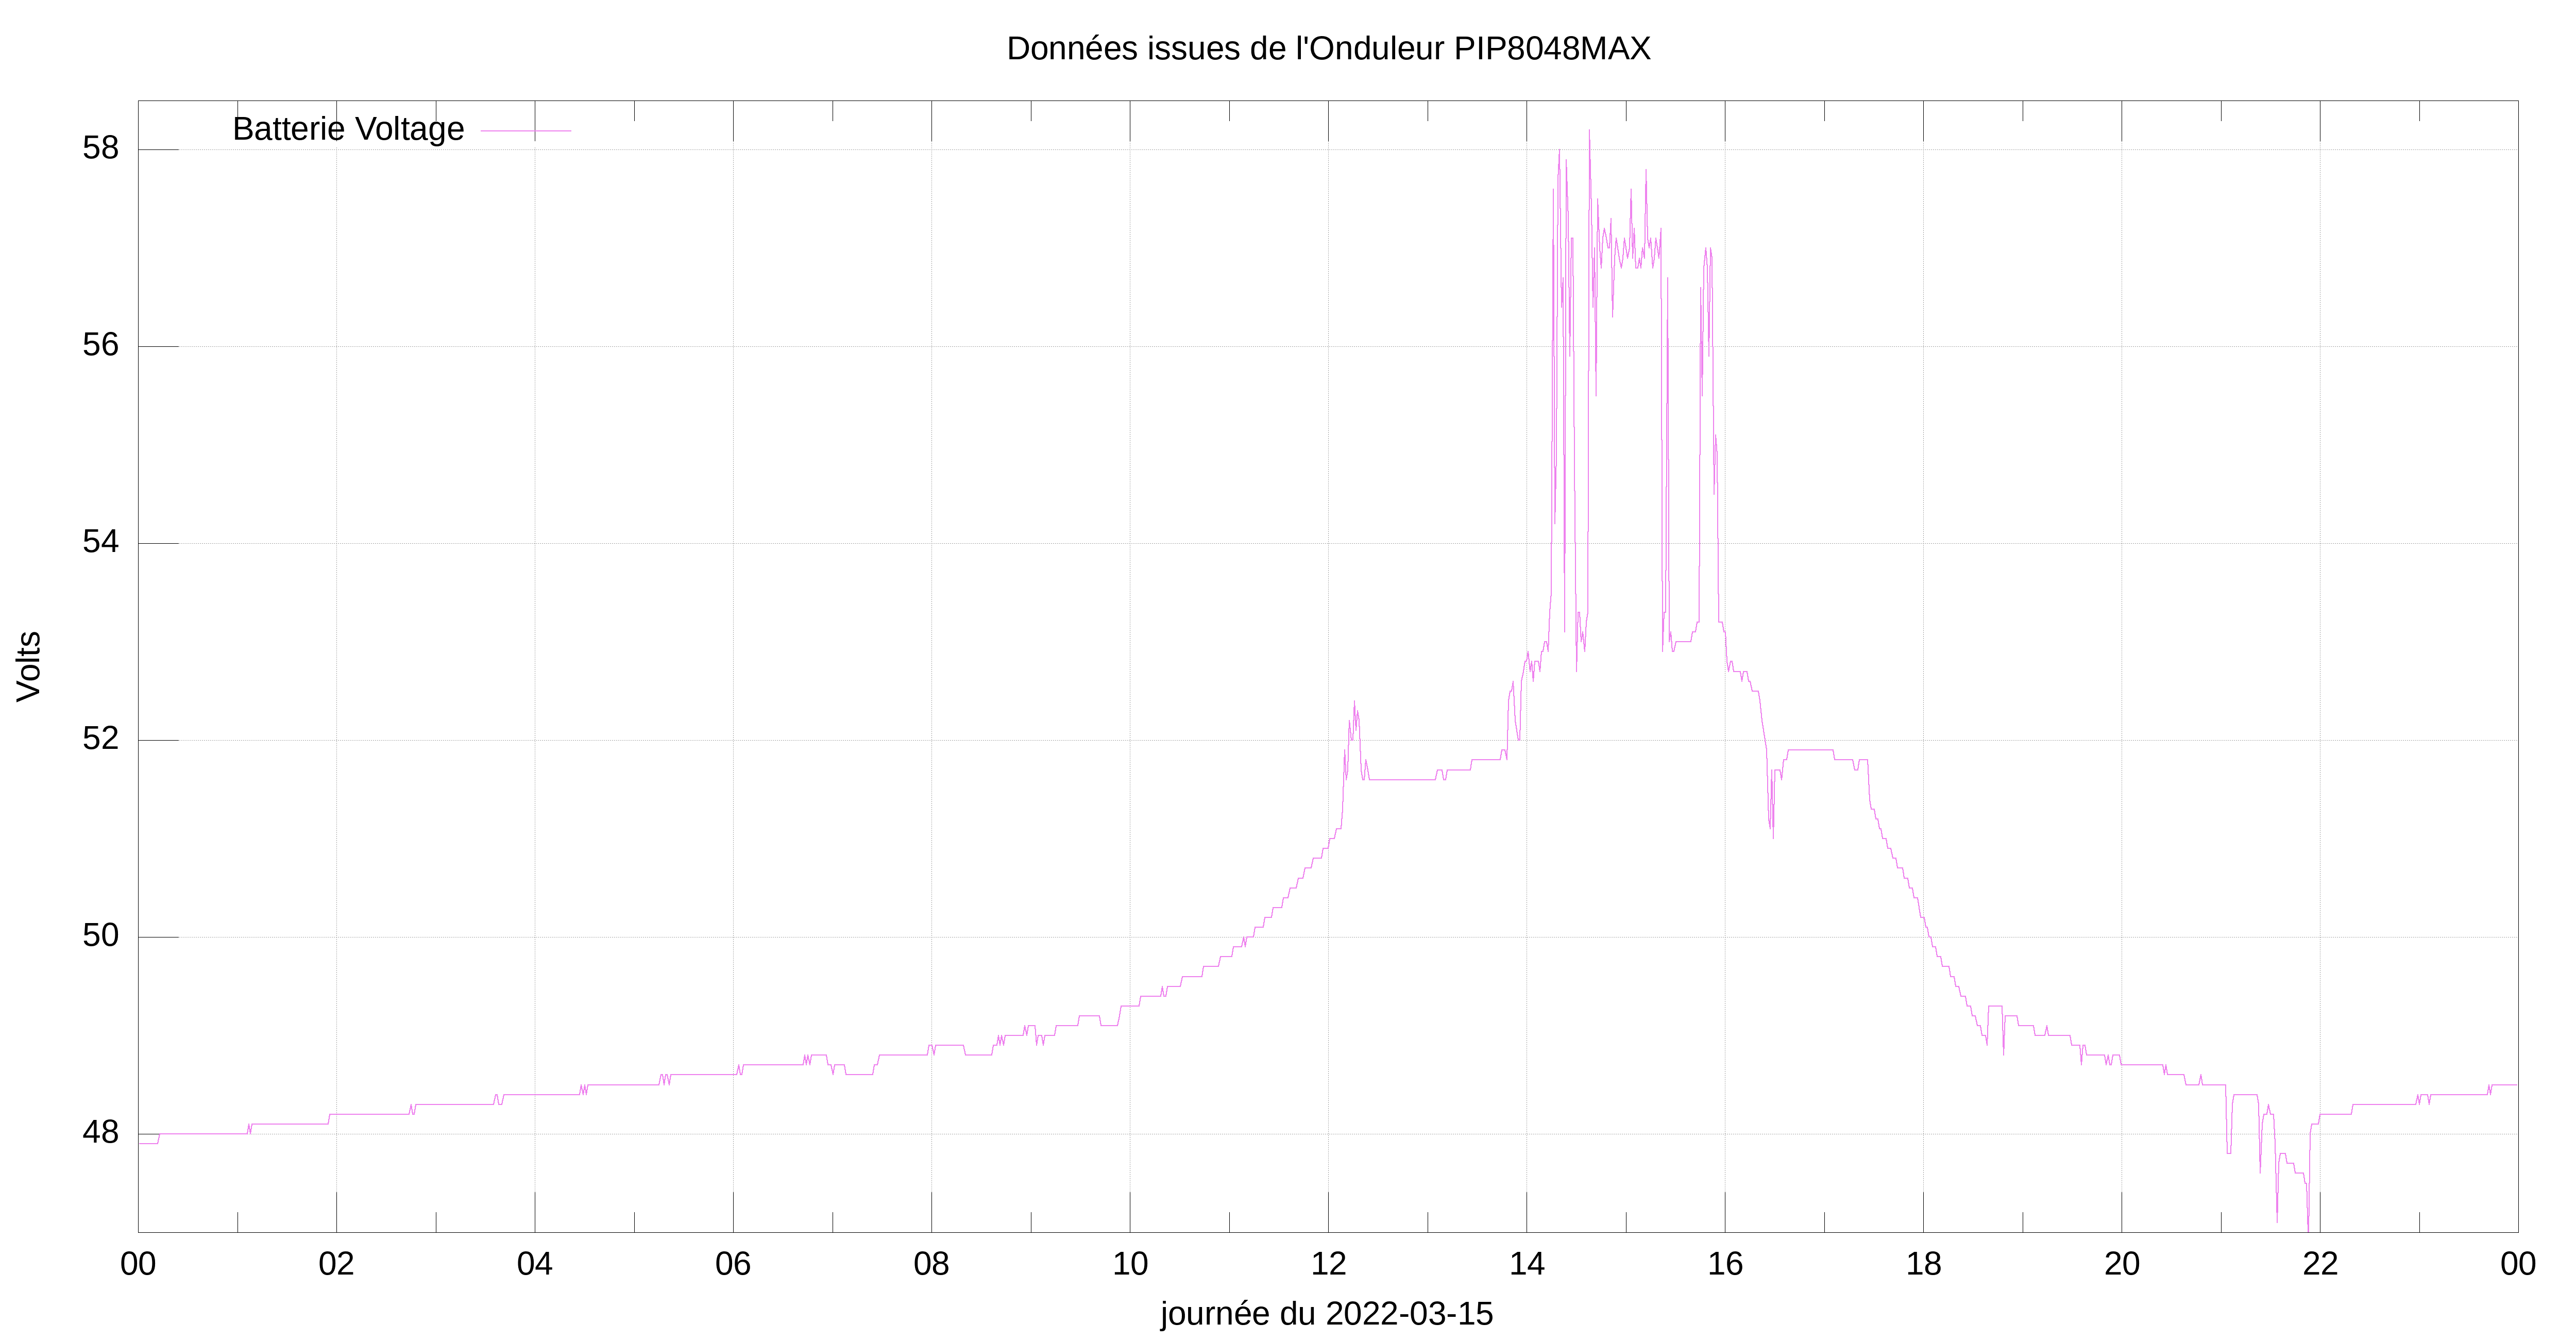 Données issues de l'Onduleur PIP8048MAX
Batterie Voltage
58
56
54
52
50
48
Volts
00 02 04 06 08 10 12 14 16 18 20 22 00
journée du 2022-03-15